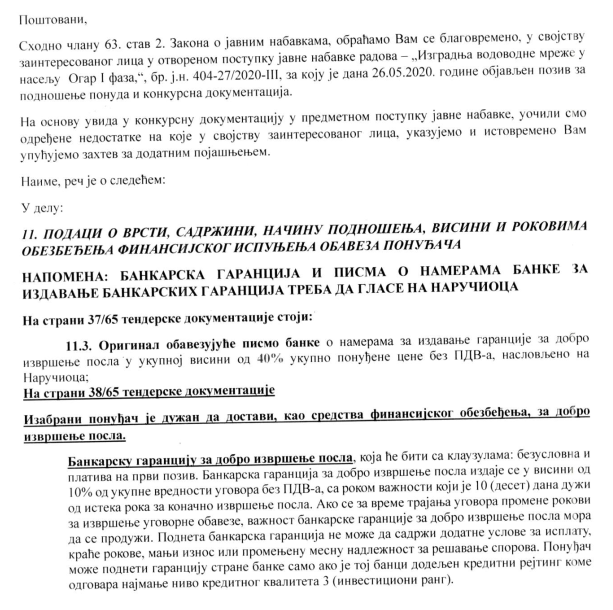 Поштовани,
Сходно члану 63. став 2. Закона о јавним набавкама, обраћамо Вам се благовремено, у својству
заинтересованог лица у отвореном поступку јавне набавке радова – „Изградња водоводне мреже у
насељу Огар I фаза,“, бр. ј.н. 404-27/2020-III, за коју је дана 26.05.2020. године објављен позив за
подношење понуда и конкурсна документација.
На основу увида у конкурсну документацију у предметном поступку јавне набавке, уочили смо
одређене недостатке на које у својству заинтересованог лица, указујемо и истовремено Вам
упућујемо захтев за додатним појашњењем.
Наиме, реч је о следећем:
У делу:
11. ПОДАЦИ О ВРСТИ, САДРЖИНИ, НАЧИНУ ПОДНОШЕЊА, ВИСИНИ И РОКОВИМА
ОБЕЗБЕЂЕЊА ФИНАНСИЈСКОГ ИСПУЊЕЊА ОБАВЕЗА ПОНУЂАЧА
НАПОМЕНА: БАНКАРСКА ГАРАНЦИЈА И ПИСМА О НАМЕРАМА БАНКЕ ЗА
ИЗДАВАЊЕ БАНКАРСКИХ ГАРАНЦИЈА ТРЕБА ДА ГЛАСЕ НА НАРУЧИОЦА
На страни 37/65 тендерске документације стоји:
11.3. Оригинал обавезујуће писмо банке о намерама за издавање гаранције за добро
извршење посла у укупној висини од 40% укупно понуђене цене без ПДВ-а, насловљено на
Наручиоца;
На страни 38/65 тендерске документације
Изабрани понуђач је дужан да достави, као средства финансијског обезбеђења, за добро
извршење посла.
Банкарску гаранцију за добро извршење посла, која ће бити са клаузулама: безусловна и
платива на први позив. Банкарска гаранција за добро извршење посла издаје се у висини од
10% од укупне вредности уговора без ПДВ-а, са роком важности који је 10 (десет) дана дужи
од истека рока за коначно извршење посла. Ако се за време трајања уговора промене рокови
за извршење уговорне обавезе, важност банкарске гаранције за добро извршење посла мора
да се продужи. Поднета банкарска гаранција не може да садржи додатне услове за исплату,
краће рокове, мањи износ или промењену месну надлежност за решавање спорова. Понуђач
може поднети гаранцију стране банке само ако је тој банци додељен кредитни рејтинг коме
одговара најмање ниво кредитног квалитета 3 (инвестициони ранг).